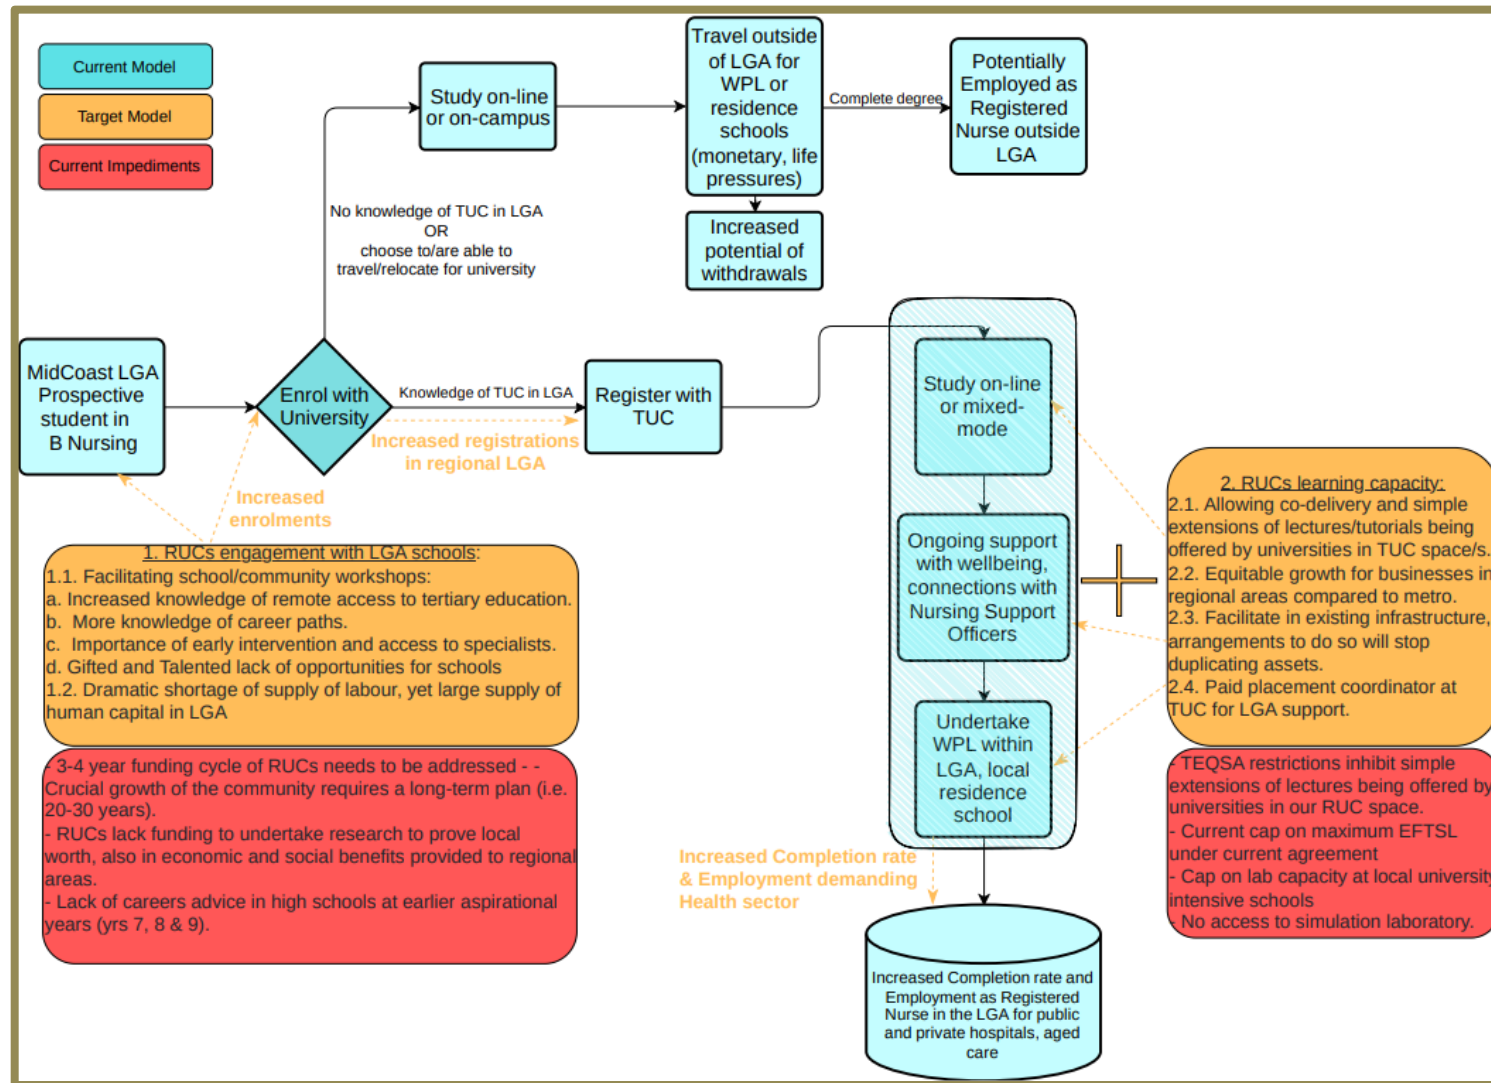 Current Model
Target Model
Current Impediments
Study on-line
or on-campus
Travel outside
of LGA for
WPL or
residence
schools
(monetary, life
pressures)
Complete degree
Potentially
Employed as
Registered
Nurse outside
LGA
Increased
potential of
withdrawals
No knowledge of TUC in LGA
OR
choose to/are able to
travel/relocate for university
MidCoast LGA
Prospective
student in
B Nursing
Enrol with
University
Knowledge of TUC in LGA
Increased registrations
in regional LGA
Register with
TUC
Increased
enrolments
Study on-line
or mixed-
mode
Ongoing support
with wellbeing,
connections with
Nursing Support
Officers
Undertake
WPL within
LGA, local
residence
school
1. RUCs engagement with LGA schools:
1.1. Facilitating school/community workshops:
a. Increased knowledge of remote access to tertiary education.
b. More knowledge of career paths.
c. Importance of early intervention and access to specialists.
d. Gifted and Talented lack of opportunities for schools
1.2. Dramatic shortage of supply of labour, yet large supply of
human capital in LGA
- 3-4 year funding cycle of RUCs needs to be addressed - -
Crucial growth of the community requires a long-term plan (i.e.
20-30 years).
- RUCs lack funding to undertake research to prove local
worth, also in economic and social benefits provided to regional
areas.
- Lack of careers advice in high schools at earlier aspirational
years (yrs 7, 8 & 9).
2. RUCs learning capacity:
2.1. Allowing co-delivery and simple
extensions of lectures/tutorials being
offered by universities in TUC space/s.
2.2. Equitable growth for businesses in
regional areas compared to metro.
2.3. Facilitate in existing infrastructure,
arrangements to do so will stop
duplicating assets.
2.4. Paid placement coordinator at
TUC for LGA support.
- TEQSA restrictions inhibit simple
extensions of lectures being offered by
universities in our RUC space.
- Current cap on maximum EFTSL
under current agreement
- Cap on lab capacity at local university
intensive schools
- No access to simulation laboratory.
Increased Completion rate
& Employment demanding
Health sector
Increased Completion rate and
Employment as Registered
Nurse in the LGA for public
and private hospitals, aged
care